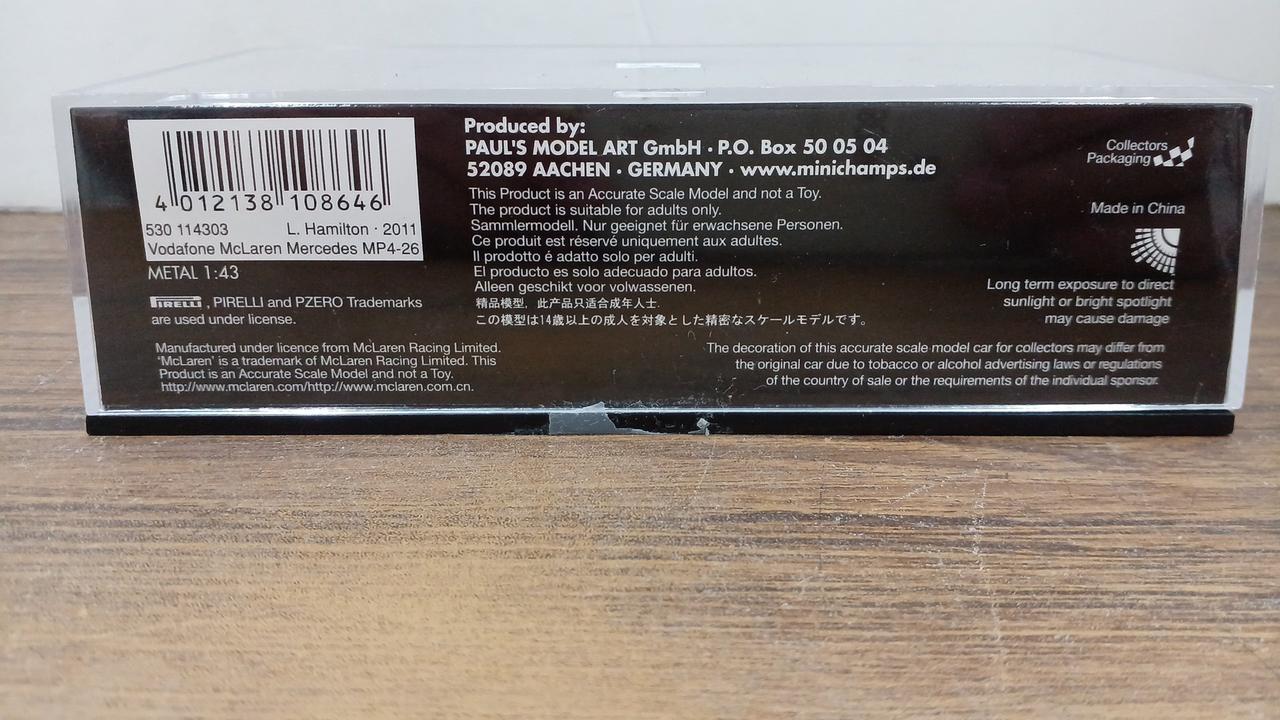 4 012138 108646
530 114303 L. Hamilton · 2011
Vodafone McLaren Mercedes MP4-26
METAL 1:43
PIRELLI, PIRELLI and PZERO Trademarks
are used under license.
Manufactured under licence from McLaren Racing Limited.
'McLaren' is a trademark of McLaren Racing Limited. This
Product is an Accurate Scale Model and not a Toy.
http://www.mclaren.com/http://www.mclaren.com.cn.
Produced by:
PAUL'S MODEL ART GmbH · P.O. Box 50 05 04
52089 AACHEN · GERMANY · www.minichamps.de
This Product is an Accurate Scale Model and not a Toy.
The product is suitable for adults only.
Sammlermodell. Nur geeignet für erwachsene Personen.
Ce produit est réservé uniquement aux adultes.
Il prodotto é adatto solo per adulti.
El producto es solo adecuado para adultos.
Alleen geschikt voor volwassenen.
精品模型，此产品只适合成年人士.
この模型は14歳以上の成人を対象とした精密なスケールモデルです。
Collectors
Packaging
Made in China
Long term exposure to direct
sunlight or bright spotlight
may cause damage
The decoration of this accurate scale model car for collectors may differ from
the original car due to tobacco or alcohol advertising laws or regulations
of the country of sale or the requirements of the individual sponsor.